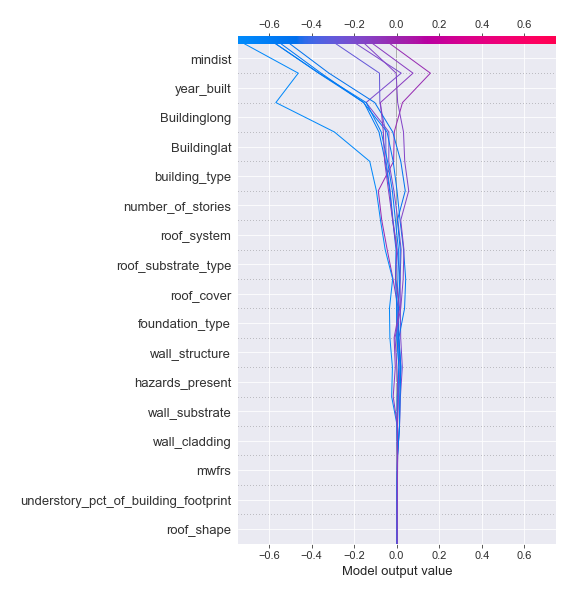 −0.6 −0.4 −0.2 0.0 0.2 0.4 0.6
mindist
year_built
Buildinglong
Buildinglat
building_type
number_of_stories
roof_system
roof_substrate_type
roof_cover
foundation_type
wall_structure
hazards_present
wall_substrate
wall_cladding
mwfrs
understory_pct_of_building_footprint
roof_shape
−0.6 −0.4 −0.2 0.0 0.2 0.4 0.6
Model output value